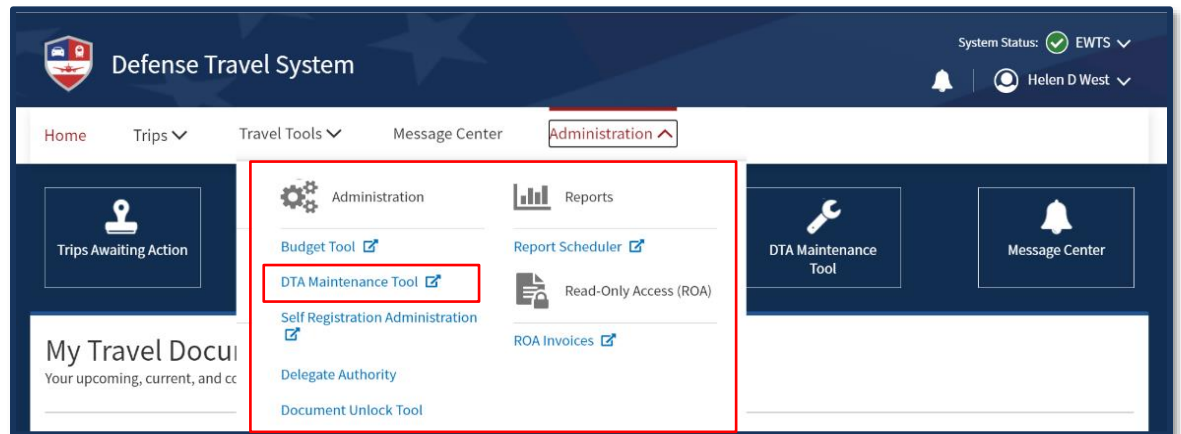 System Status: EWTS
Defense Travel System
Helen D West
Home Trips Travel Tools Message Center Administration
Administration
Reports
Trips Awaiting Action
Budget Tool
Report Scheduler
DTA Maintenance
Tool
Message Center
DTA Maintenance Tool
Read-Only Access (ROA)
Self Registration Administration
ROA Invoices
My Travel
Your upcoming, current, and
Delegate Authority
Document Unlock Tool